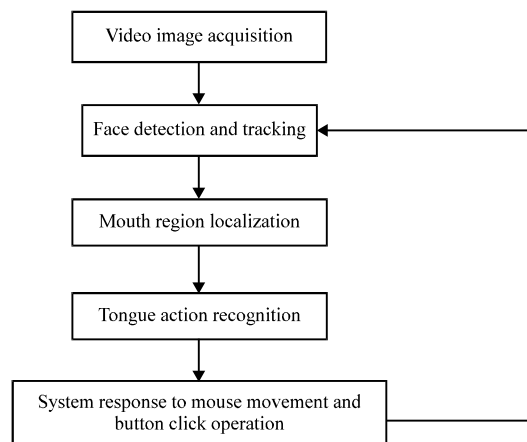 Video image acquisition
Face detection and tracking
Mouth region localization
Tongue action recognition
System response to mouse movement and
button click operation